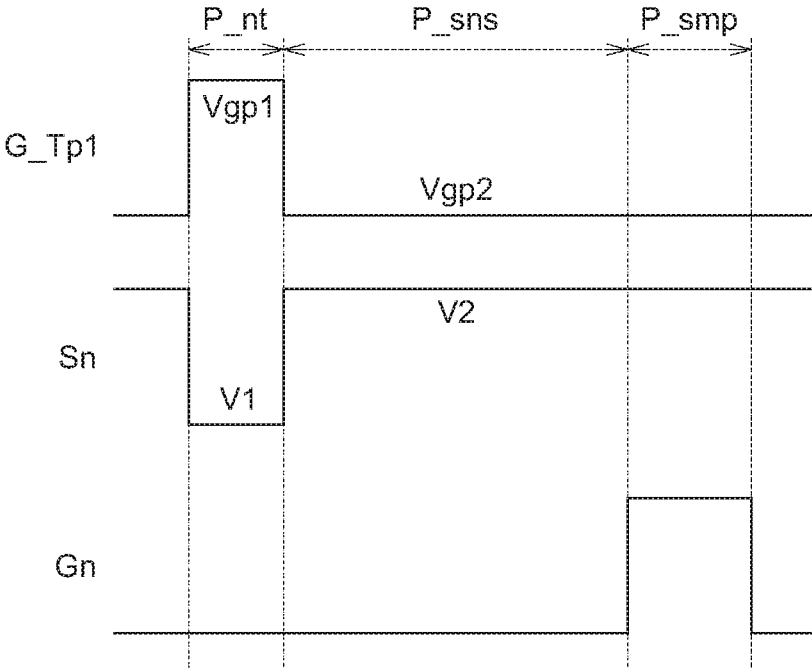 P_nt P_sns P_smp
Vgp1
G_Tp1
Vgp2
V2
Sn
V1
Gn